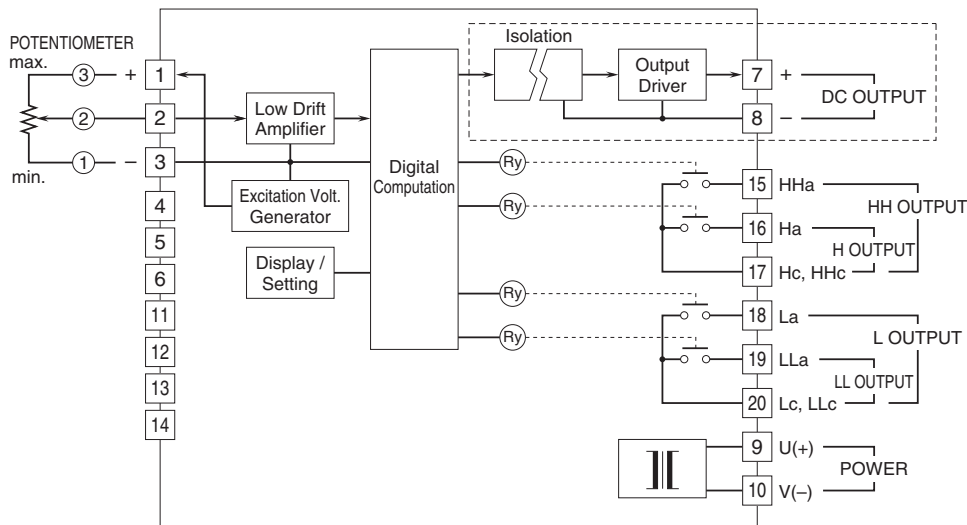 POTENTIOMETER
max.
3 + 1
2 2
1 − 3
min.
4
5
6
11
12
13
14
Low Drift
Amplifier
Excitation Volt.
Generator
Display /
Setting
Digital
Computation
Isolation
Output
Driver
7 +
8 −
DC OUTPUT
Ry
Ry
Ry
Ry
15 HHa
16 Ha
17 Hc, HHc
HH OUTPUT
H OUTPUT
18 La
19 LLa
20 Lc, LLc
L OUTPUT
LL OUTPUT
9 U(+)
10 V(–)
POWER